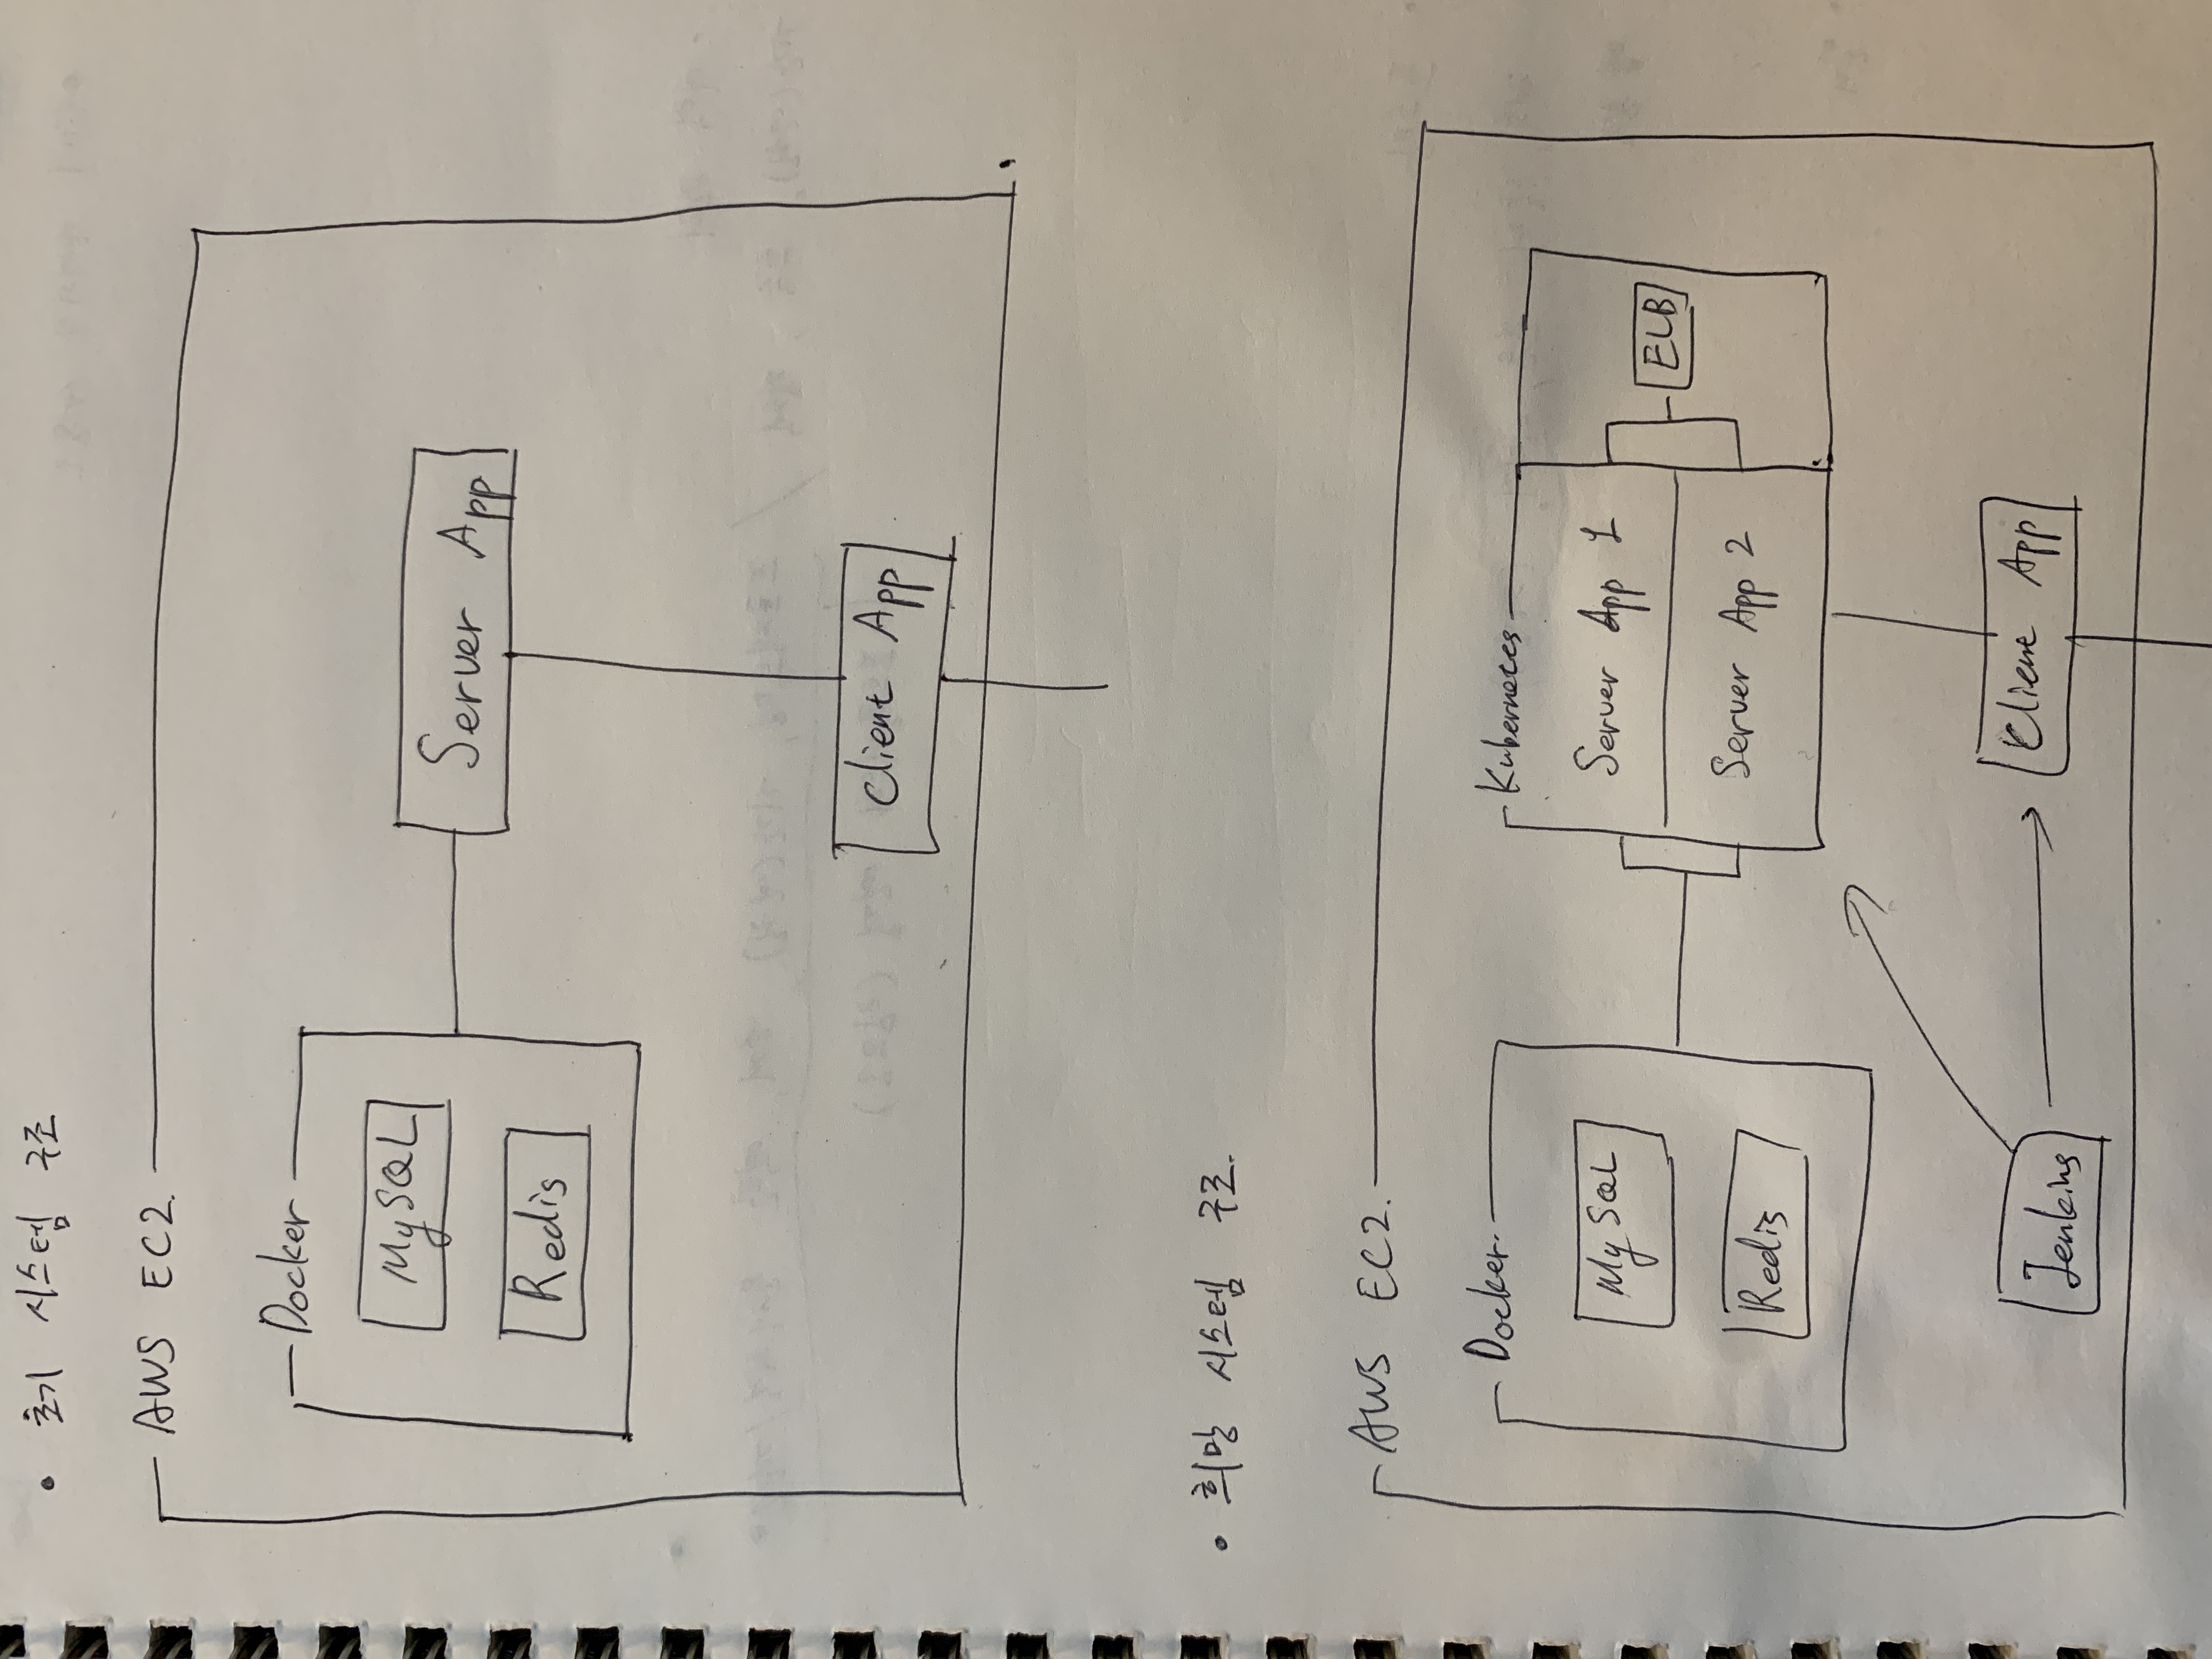 • 초기 시스템 구조
AWS EC2.
Docker
MySQL
Server App
Redis
Client App
• 희망 시스템 구조.
AWS EC2.
Docker.
Kubernetes
MySQL
Server App 1
ELB
Server App 2
Redis
Jenkins
Client App